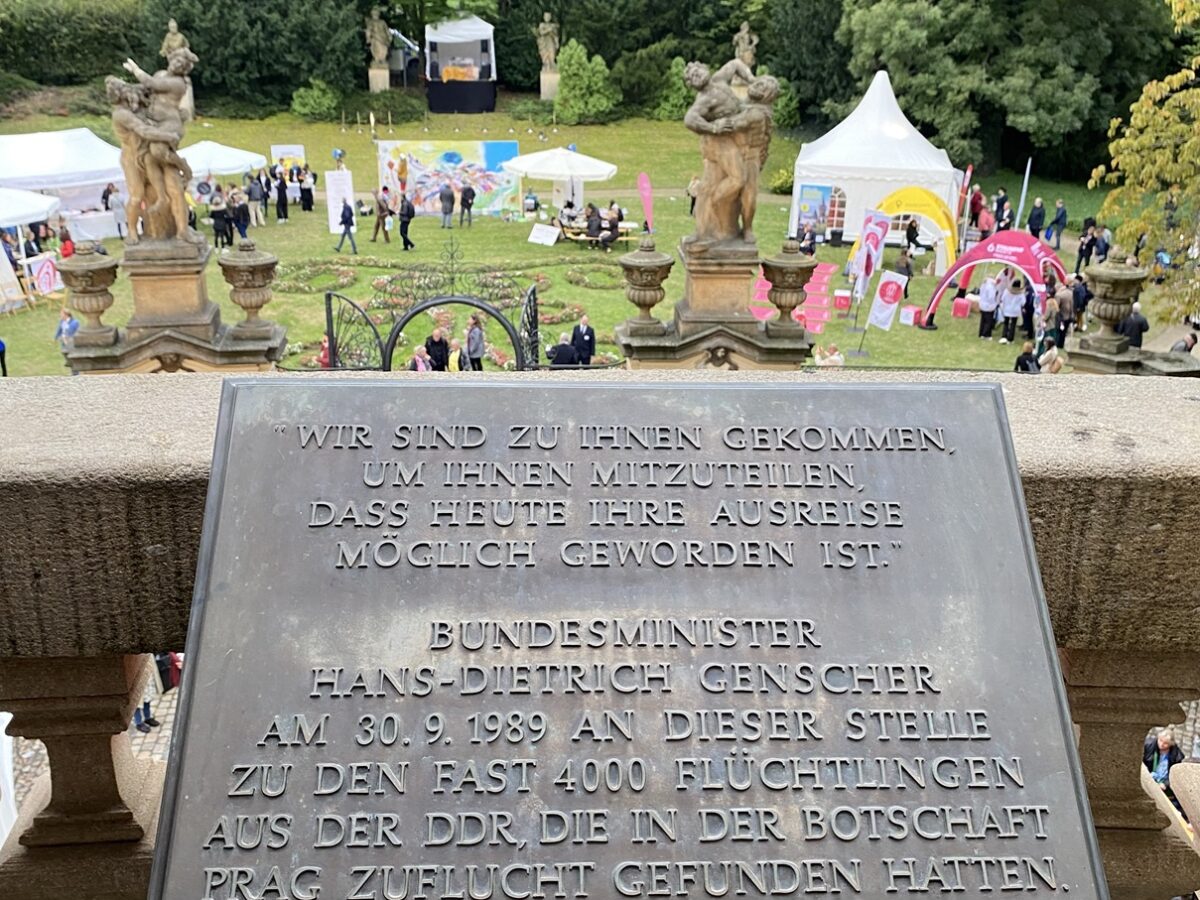 "WIR SIND ZU IHNEN GEKOMMEN,
UM IHNEN MITZUTEILEN,
DASS HEUTE IHRE AUSREISE
MÖGLICH GEWORDEN IST."
BUNDESMINISTER
HANS-DIETRICH GENSCHER
AM 30. 9. 1989 AN DIESER STELLE
ZU DEN FAST 4000 FLÜCHTLINGEN
AUS DER DDR, DIE IN DER BOTSCHAFT
PRAG ZUFLUCHT GEFUNDEN HATTEN.